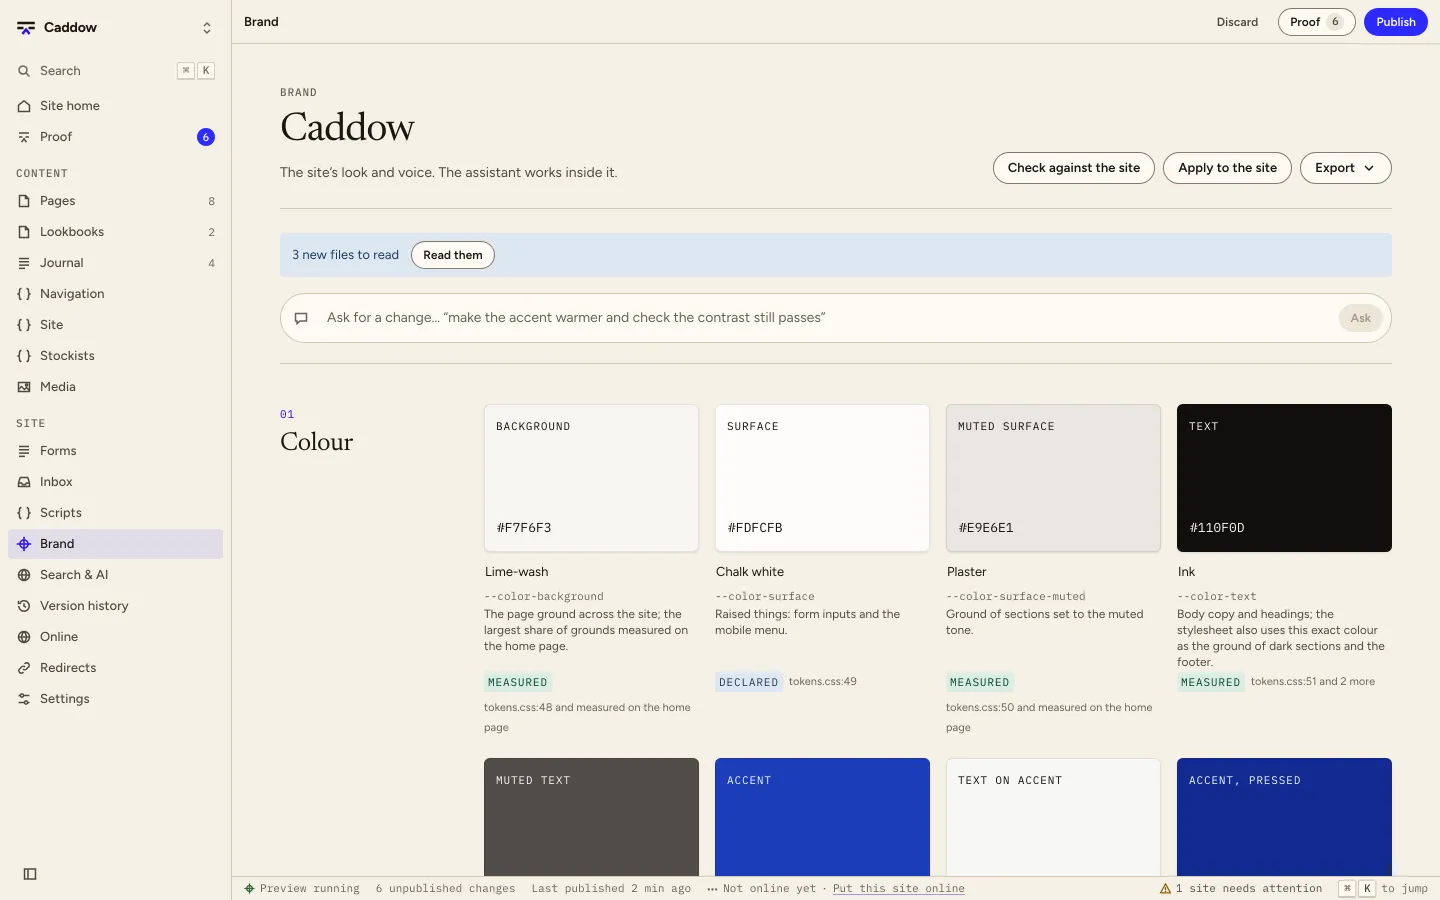 Caddow
Search ⌘ K
Site home
Proof 6
CONTENT
Pages 8
Lookbooks 2
Journal 4
Navigation
Site
Stockists
Media
SITE
Forms
Inbox
Scripts
Brand
Search & AI
Version history
Online
Redirects
Settings
Brand
Discard Proof 6 Publish
BRAND
Caddow
The site's look and voice. The assistant works inside it.
Check against the site Apply to the site Export
3 new files to read Read them
Ask for a change... “make the accent warmer and check the contrast still passes” Ask
01
Colour
BACKGROUND
#F7F6F3
Lime-wash
--color-background
The page ground across the site; the
largest share of grounds measured on
the home page.
MEASURED
tokens.css:48 and measured on the home
page
SURFACE
#FDFCFB
Chalk white
--color-surface
Raised things: form inputs and the
mobile menu.
DECLARED tokens.css:49
MUTED SURFACE
#E9E6E1
Plaster
--color-surface-muted
Ground of sections set to the muted
tone.
MEASURED
tokens.css:50 and measured on the home
page
TEXT
#110F0D
Ink
--color-text
Body copy and headings; the
stylesheet also uses this exact colour
as the ground of dark sections and the
footer.
MEASURED tokens.css:51 and 2 more
MUTED TEXT
ACCENT
TEXT ON ACCENT
ACCENT, PRESSED
Preview running 6 unpublished changes Last published 2 min ago Not online yet · Put this site online 1 site needs attention ⌘ K to jump